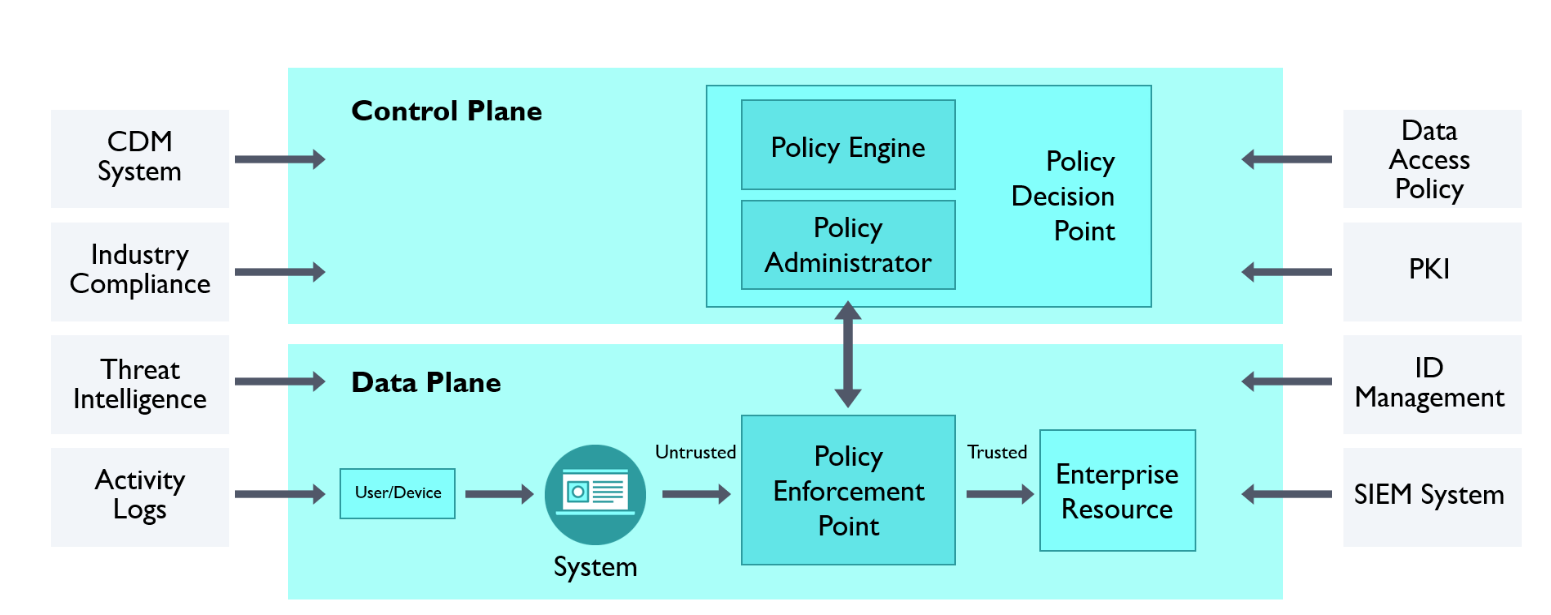 Control Plane
Policy Engine
Policy
Administrator
Policy
Decision
Point
CDM
System
Industry
Compliance
Threat
Intelligence
Activity
Logs
Data
Access
Policy
PKI
ID
Management
SIEM System
Data Plane
User/Device
System
Untrusted
Policy
Enforcement
Point
Trusted
Enterprise
Resource